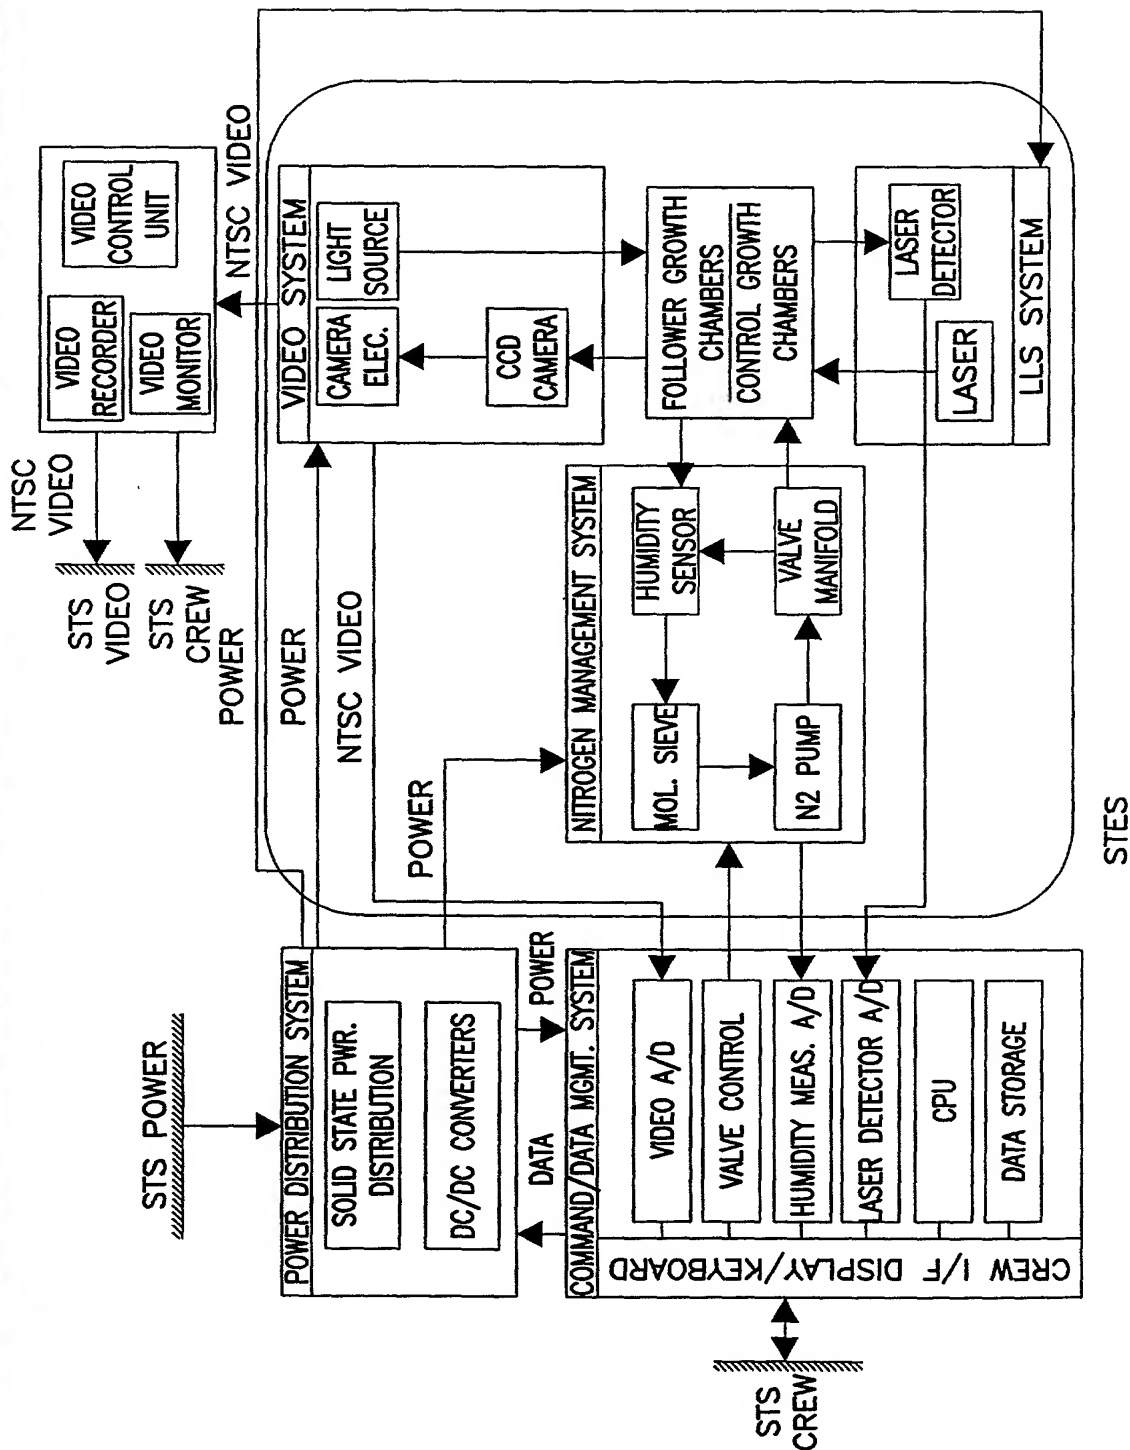 STS POWER
POWER DISTRIBUTION SYSTEM
SOLID STATE PWR.
DISTRIBUTION
DC/DC CONVERTERS
DATA
POWER
COMMAND/DATA MGMT. SYSTEM
VIDEO A/D
VALVE CONTROL
HUMIDITY MEAS. A/D
LASER DETECTOR A/D
CPU
DATA STORAGE
CREW I/F DISPLAY/KEYBOARD
STS
CREW
NTSC
VIDEO
STS
VIDEO
STS
CREW
POWER
POWER
NTSC VIDEO
POWER
VIDEO
RECORDER
VIDEO
MONITOR
VIDEO
CONTROL
UNIT
NTSC VIDEO
VIDEO SYSTEM
CAMERA
ELEC.
LIGHT
SOURCE
CCD
CAMERA
NITROGEN MANAGEMENT SYSTEM
MOL. SIEVE
HUMIDITY
SENSOR
N2 PUMP
VALVE
MANIFOLD
FOLLOWER GROWTH
CHAMBERS
CONTROL GROWTH
CHAMBERS
LASER
DETECTOR
LASER
LLS SYSTEM
STES